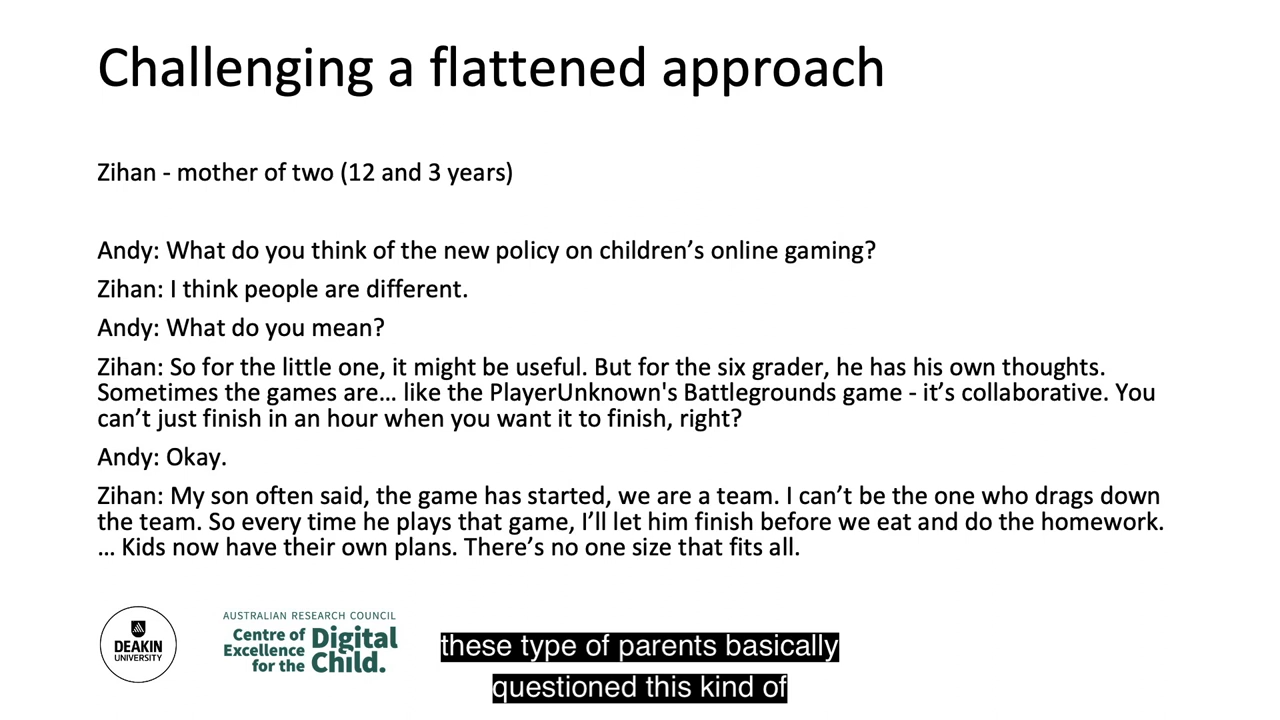 Challenging a flattened approach
Zihan - mother of two (12 and 3 years)
Andy: What do you think of the new policy on children’s online gaming?
Zihan: I think people are different.
Andy: What do you mean?
Zihan: So for the little one, it might be useful. But for the six grader, he has his own thoughts.
Sometimes the games are… like the PlayerUnknown's Battlegrounds game - it’s collaborative. You
can’t just finish in an hour when you want it to finish, right?
Andy: Okay.
Zihan: My son often said, the game has started, we are a team. I can’t be the one who drags down
the team. So every time he plays that game, I’ll let him finish before we eat and do the homework.
… Kids now have their own plans. There’s no one size that fits all.
DEAKIN
UNIVERSITY
AUSTRALIAN RESEARCH COUNCIL
Centre of
Excellence
for the
Digital
Child.
these type of parents basically
questioned this kind of